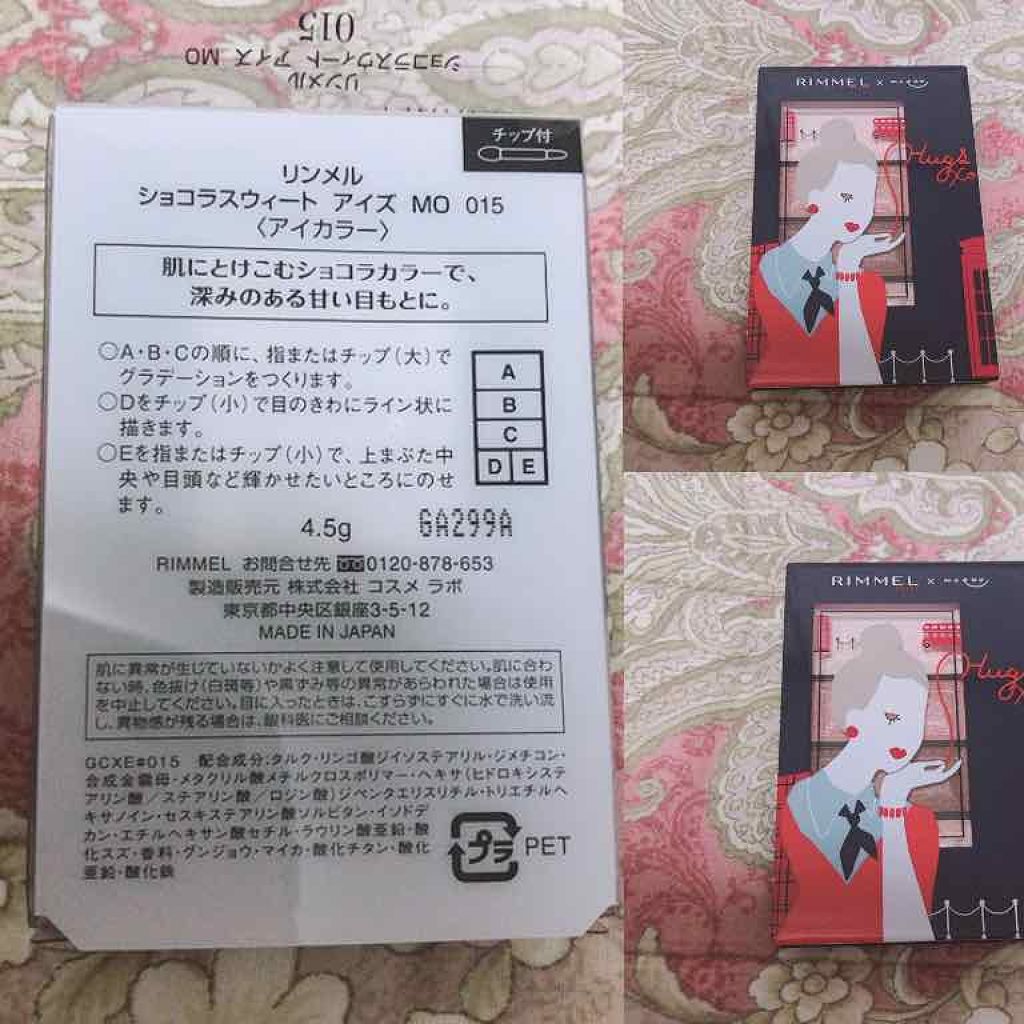 015
ショコラスウィート アイズ MO
リンメル
チップ付
リンメル
ショコラスウィート アイズ MO 015
〈アイカラー〉
肌にとけこむショコラカラーで、
深みのある甘い目もとに。
○A・B・Cの順に、指またはチップ(大)で
グラデーションをつくります。
○Dをチップ(小)で目のきわにライン状に
描きます。
○Eを指またはチップ(小)で、上まぶた中
央や目頭など輝かせたいところにのせ
ます。
A
B
C
D E
4.5g GA299A
RIMMEL お問合せ先 0120-878-653
製造販売元 株式会社 コスメ ラボ
東京都中央区銀座3-5-12
MADE IN JAPAN
肌に異常が生じていないかよく注意して使用してください。肌に合わ
ない時、色抜け(白斑等)や黒ずみ等の異常があらわれた場合は使用
を中止してください。目に入ったときは、こすらずにすぐに水で洗い流
し、異物感が残る場合は、眼科医にご相談ください。
GCXE#015 配合成分:タルク・リンゴ酸ジイソステアリル・ジメチコン・
合成金雲母・メタクリル酸メチルクロスポリマー・ヘキサ(ヒドロキシステ
アリン酸/ステアリン酸/ロジン酸)ジペンタエリスリチル・トリエチルヘ
キサノイン・セスキステアリン酸ソルビタン・イソドデ
カン・エチルヘキサン酸セチル・ラウリン酸亜鉛・酸
化スズ・香料・グンジョウ・マイカ・酸化チタン・酸化
亜鉛・酸化鉄
プラ PET
RIMMEL ×
Hugs
RIMMEL ×
Hugs